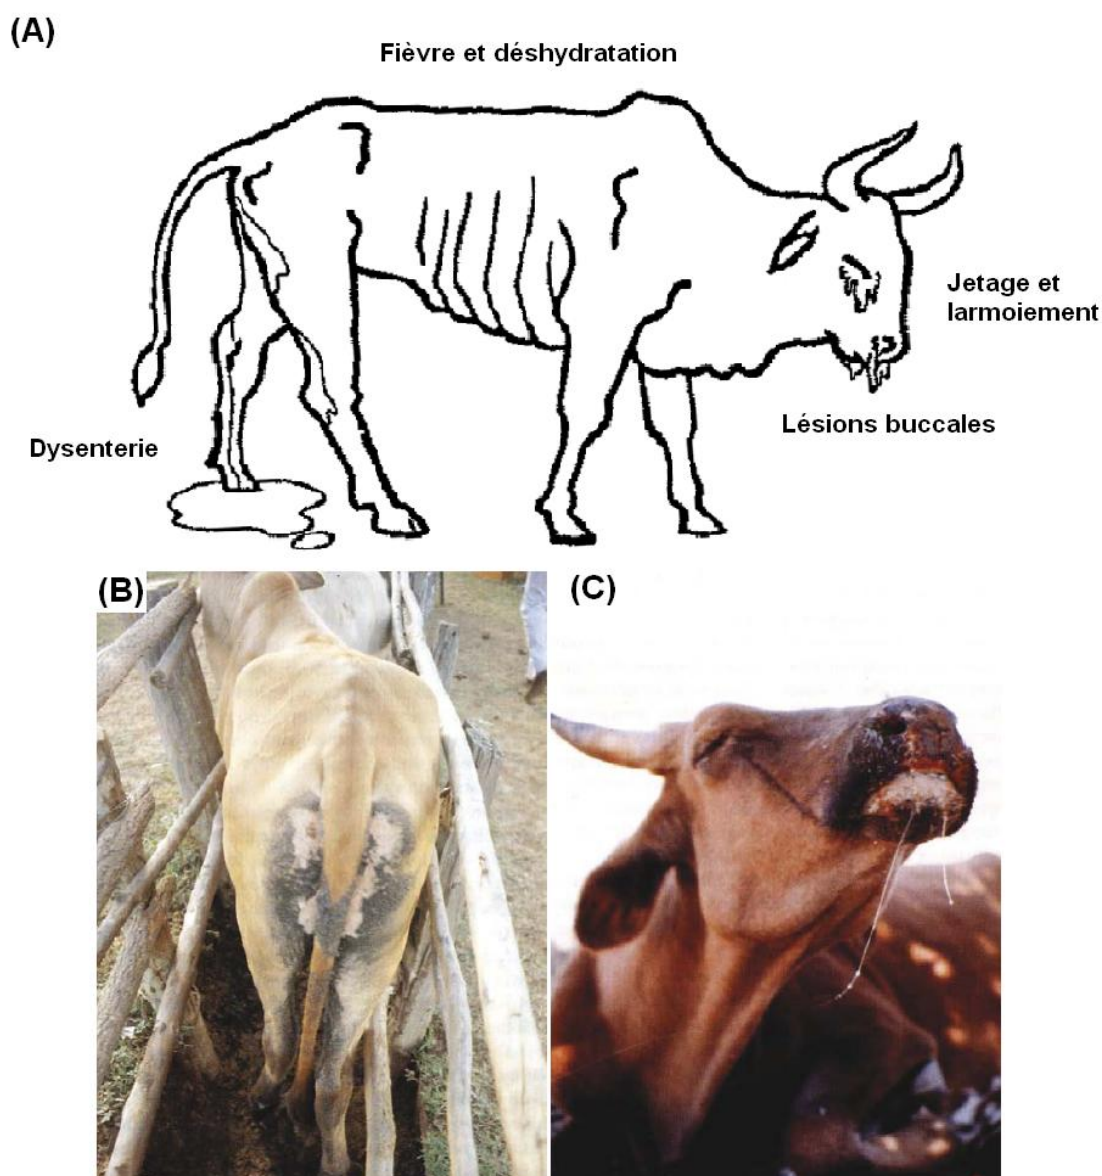 (A)
Fièvre et déshydratation
Jetage et
larmoiement
Lésions buccales
Dysenterie
(B)
(C)